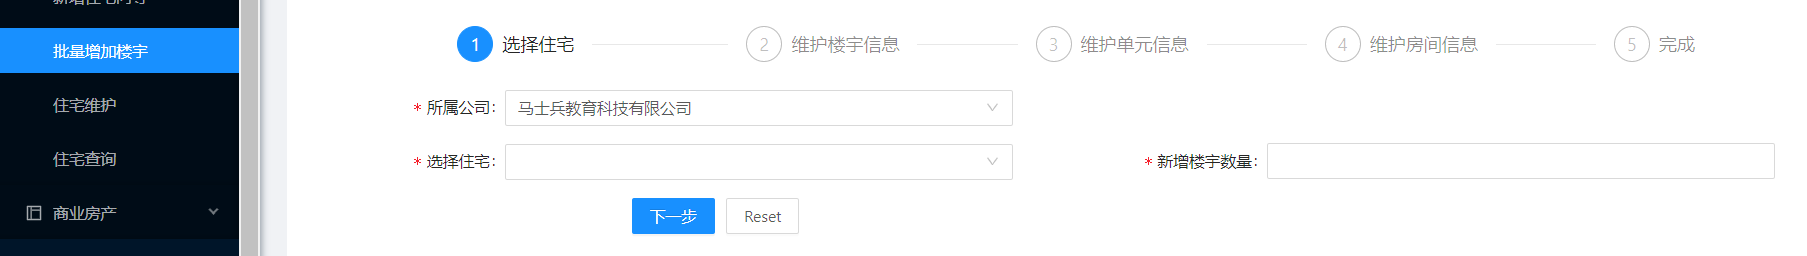 批量增加楼宇
住宅维护
住宅查询
商业房产
1 选择住宅 2 维护楼宇信息 3 维护单元信息 4 维护房间信息 5 完成
* 所属公司: 马士兵教育科技有限公司
* 选择住宅: * 新增楼宇数量:
下一步 Reset